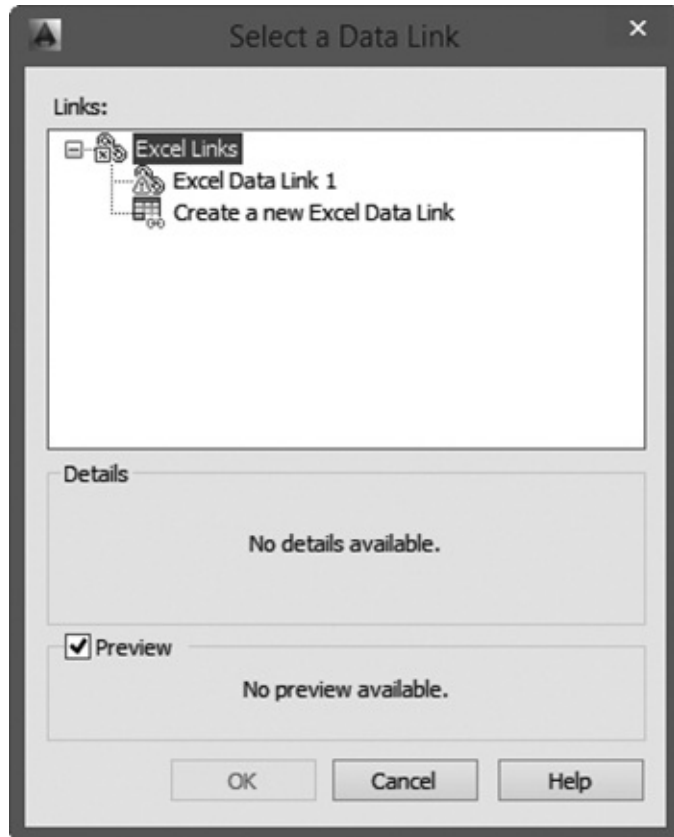 Select a Data Link
Links:
Excel Links
Excel Data Link 1
Create a new Excel Data Link
Details
No details available.
Preview
No preview available.
OK Cancel Help